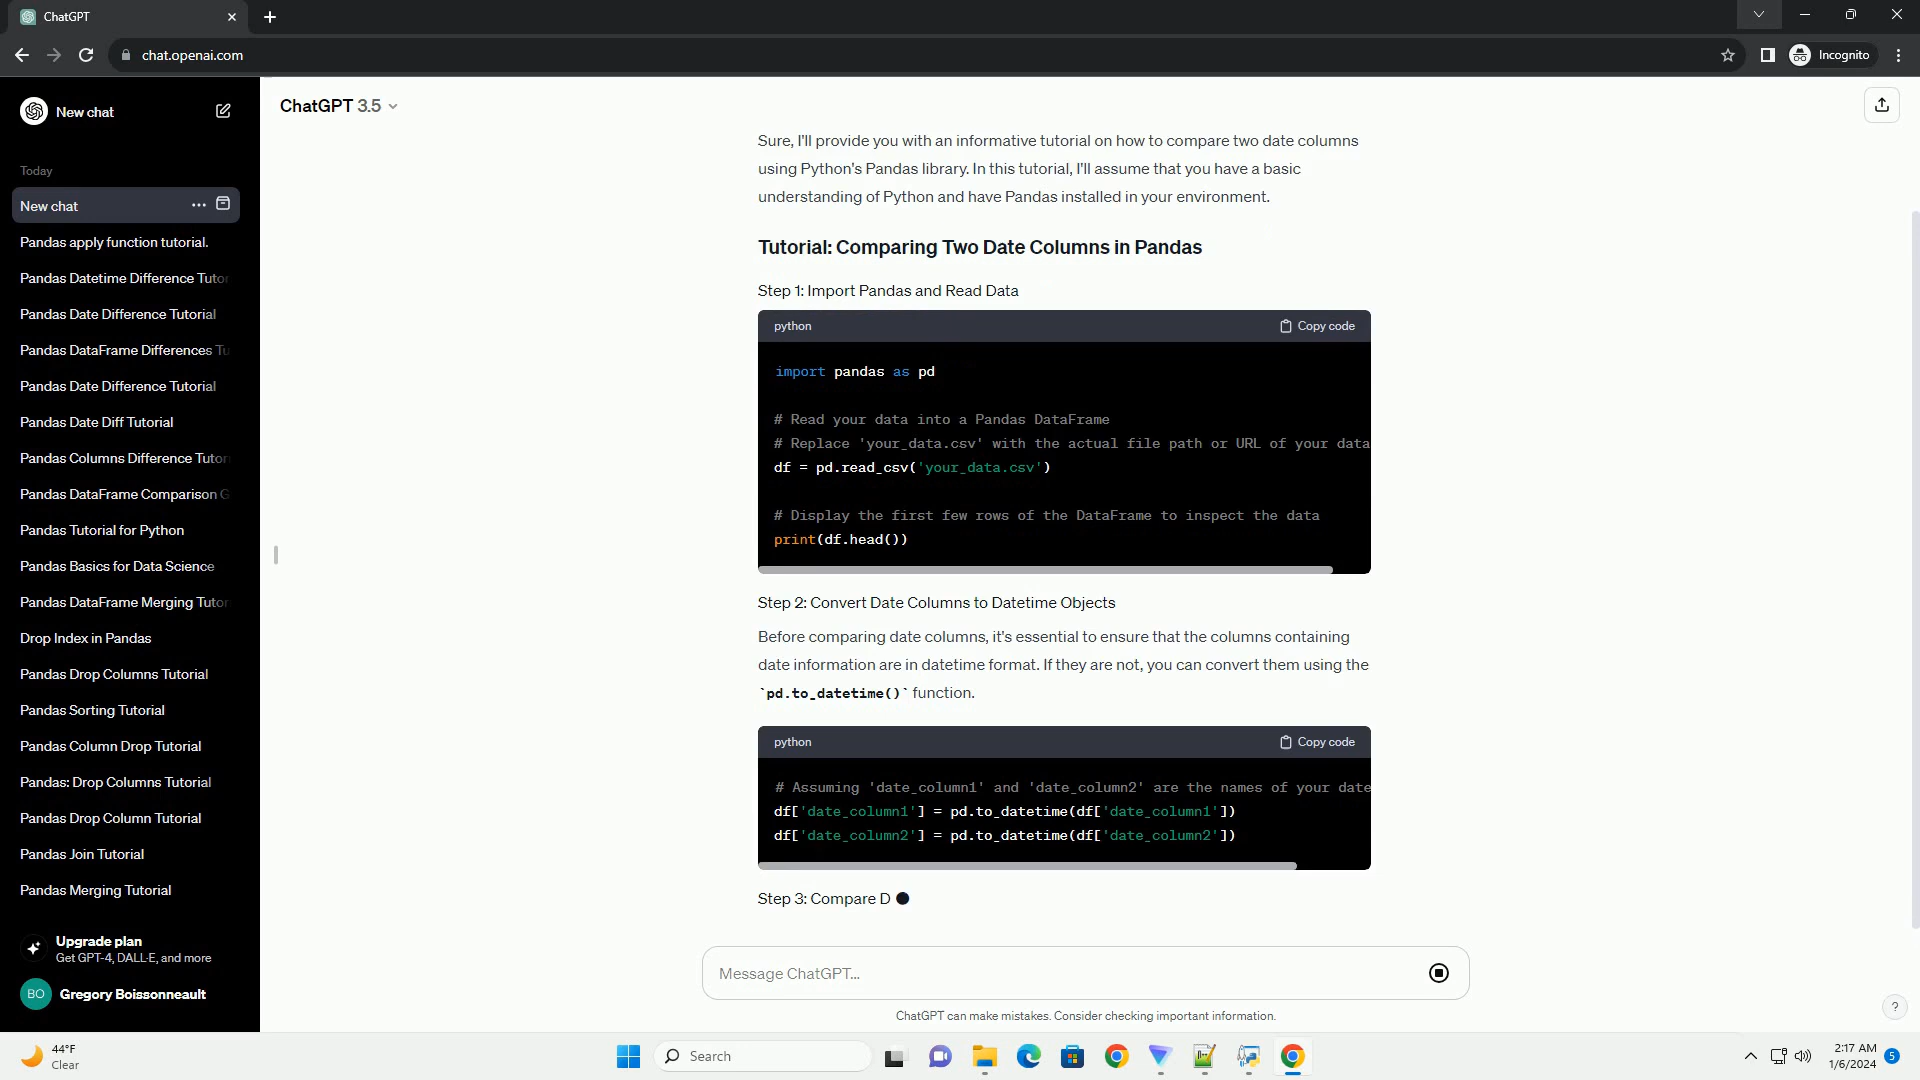 ChatGPT
chat.openai.com
Incognito
New chat
ChatGPT 3.5
Today
New chat
Pandas apply function tutorial.
Pandas Datetime Difference Tutor
Pandas Date Difference Tutorial
Pandas DataFrame Differences Tu
Pandas Date Difference Tutorial
Pandas Date Diff Tutorial
Pandas Columns Difference Tutori
Pandas DataFrame Comparison G
Pandas Tutorial for Python
Pandas Basics for Data Science
Pandas DataFrame Merging Tutor
Drop Index in Pandas
Pandas Drop Columns Tutorial
Pandas Sorting Tutorial
Pandas Column Drop Tutorial
Pandas: Drop Columns Tutorial
Pandas Drop Column Tutorial
Pandas Join Tutorial
Pandas Merging Tutorial
Upgrade plan
Get GPT-4, DALL·E, and more
BO
Gregory Boissonneault
Sure, I'll provide you with an informative tutorial on how to compare two date columns
using Python's Pandas library. In this tutorial, I'll assume that you have a basic
understanding of Python and have Pandas installed in your environment.
Tutorial: Comparing Two Date Columns in Pandas
Step 1: Import Pandas and Read Data
python
Copy code
import pandas as pd
# Read your data into a Pandas DataFrame
# Replace 'your_data.csv' with the actual file path or URL of your data
df = pd.read_csv('your_data.csv')
# Display the first few rows of the DataFrame to inspect the data
print(df.head())
Step 2: Convert Date Columns to Datetime Objects
Before comparing date columns, it's essential to ensure that the columns containing
date information are in datetime format. If they are not, you can convert them using the
`pd.to_datetime()` function.
python
Copy code
# Assuming 'date_column1' and 'date_column2' are the names of your date
df['date_column1'] = pd.to_datetime(df['date_column1'])
df['date_column2'] = pd.to_datetime(df['date_column2'])
Step 3: Compare D
Message ChatGPT...
ChatGPT can make mistakes. Consider checking important information.
?
44°F
Clear
Search
2:17 AM
1/6/2024
5